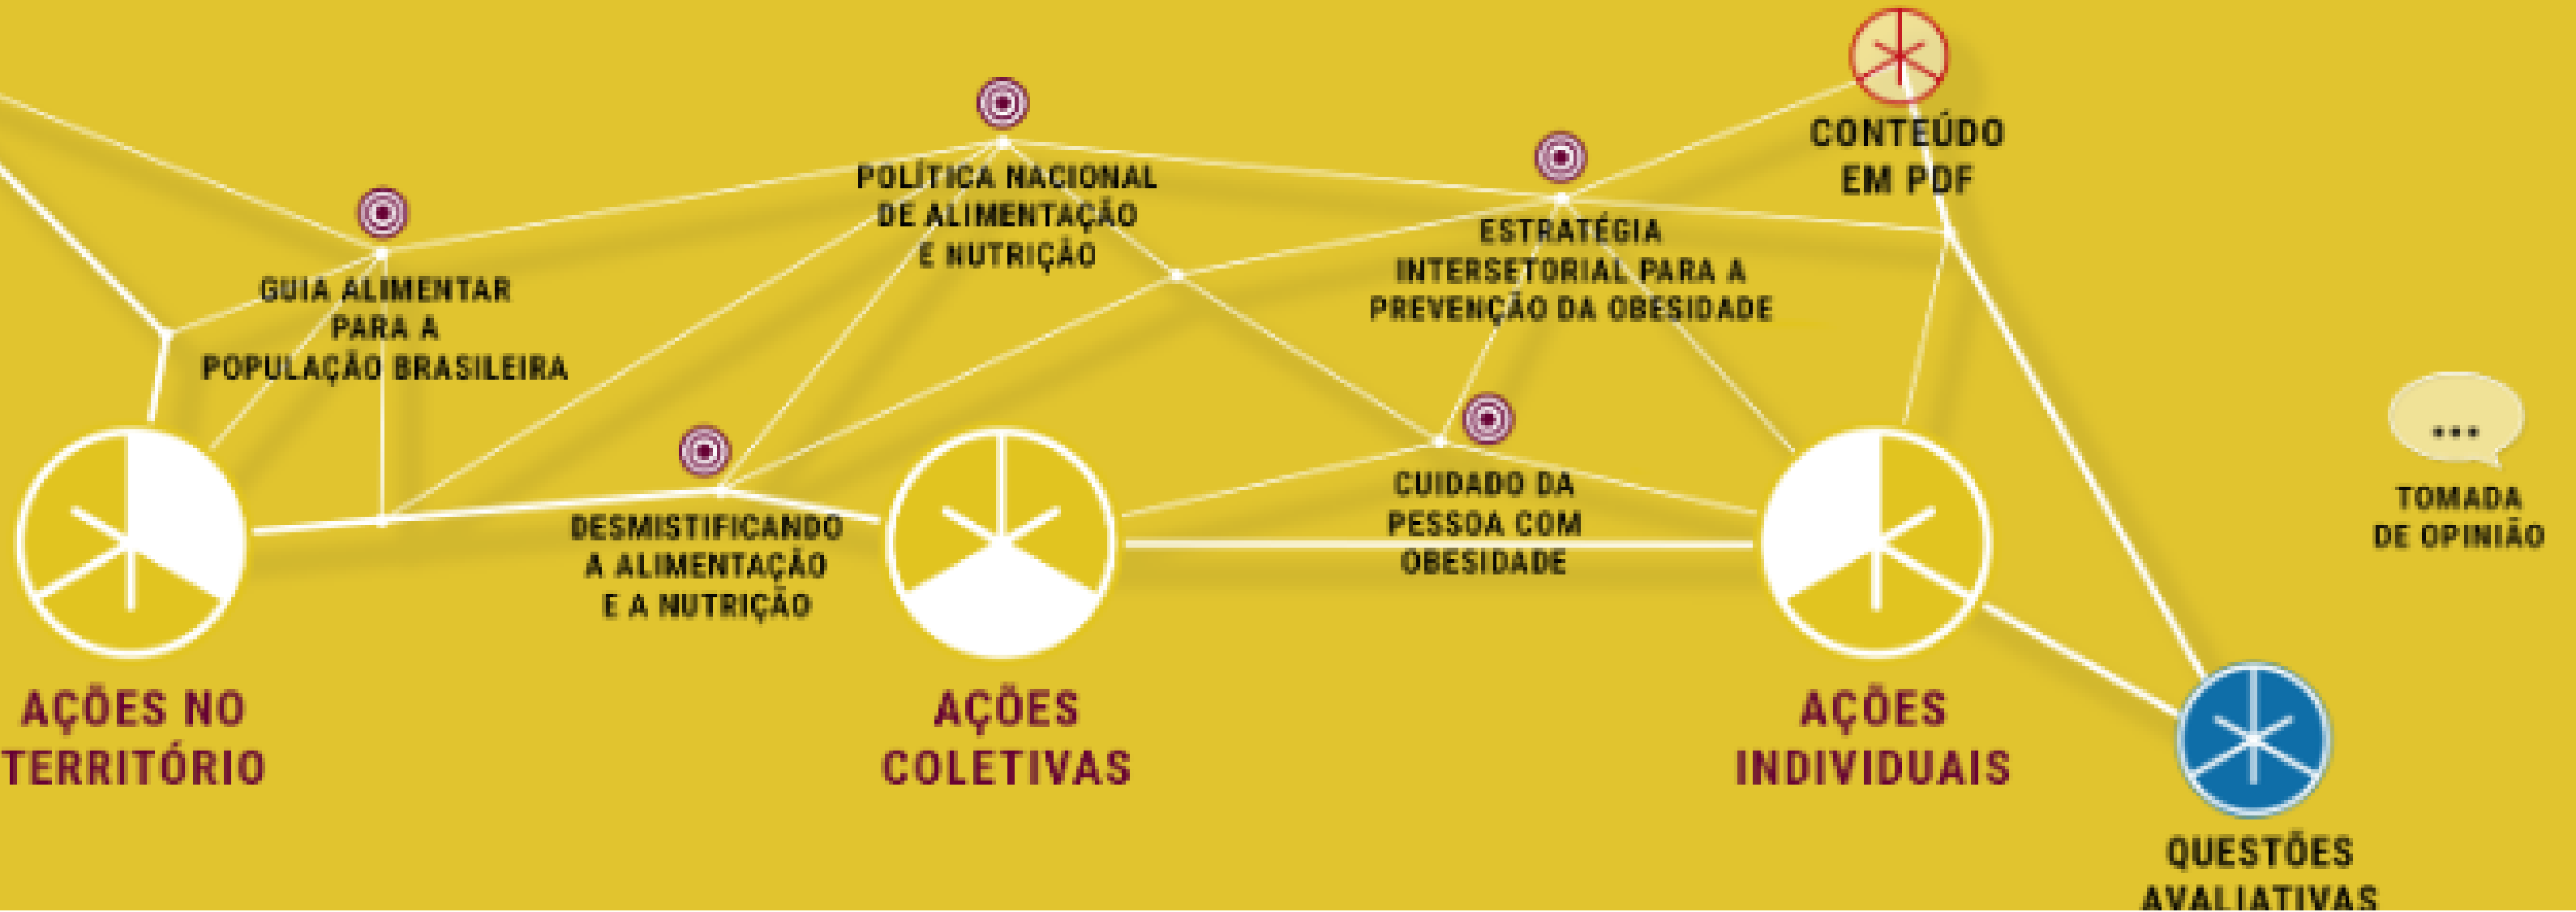 CONTEÚDO
EM PDF
POLÍTICA NACIONAL
DE ALIMENTAÇÃO
E NUTRIÇÃO
ESTRATÉGIA
INTERSETORIAL PARA A
PREVENÇÃO DA OBESIDADE
GUIA ALIMENTAR
PARA A
POPULAÇÃO BRASILEIRA
...
TOMADA
DE OPINIÃO
DESMISTIFICANDO
A ALIMENTAÇÃO
E A NUTRIÇÃO
CUIDADO DA
PESSOA COM
OBESIDADE
AÇÕES NO
TERRITÓRIO
AÇÕES
COLETIVAS
AÇÕES
INDIVIDUAIS
QUESTÕES
AVALIATIVAS